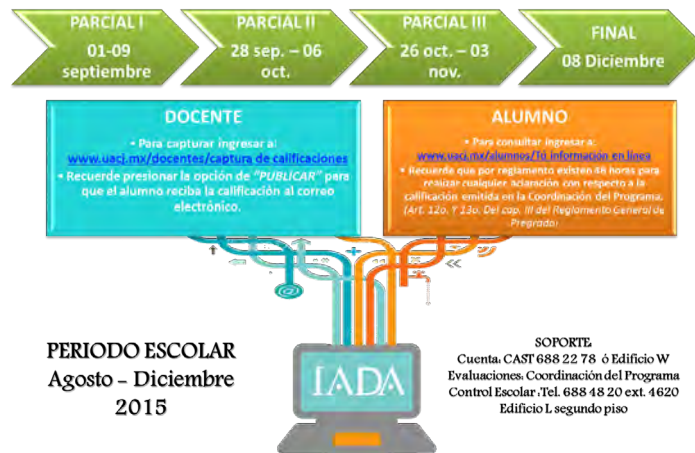 PARCIAL I
01-09
septiembre
PARCIAL II
28 sep. – 06
oct.
PARCIAL III
26 oct. – 03
nov.
FINAL
08 Diciembre
DOCENTE
• Para capturar ingresar a:
www.uacj.mx/docentes/captura de calificaciones
• Recuerde presionar la opción de "PUBLICAR" para
que el alumno reciba la calificación al correo
electrónico.
ALUMNO
• Para consultar ingresar a:
www.uacj.mx/alumnos/Tú información en línea
• Recuerde que por reglamento existen 48 horas para
realizar cualquier aclaración con respecto a la
calificación emitida en la Coordinación del Programa.
(Art. 12o. Y 13o. Del cap. III del Reglamento General de
Pregrado)
PERIODO ESCOLAR
Agosto - Diciembre
2015
IADA
SOPORTE
Cuenta: CAST 688 22 78 ó Edificio W
Evaluaciones: Coordinación del Programa
Control Escolar :Tel. 688 48 20 ext. 4620
Edificio L segundo piso